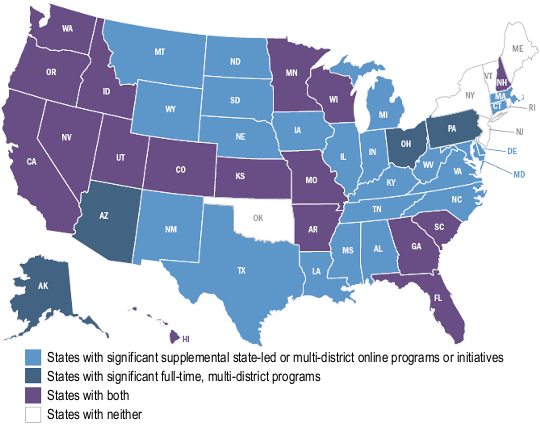 WA
MT
ND
MN
ME
VT
NH
OR
ID
WY
SD
WI
MI
NY
MA
CT
RI
NV
UT
CO
NE
IA
IL
IN
OH
PA
NJ
DE
MD
CA
KS
MO
KY
WV
VA
AZ
NM
OK
AR
TN
NC
SC
TX
LA
MS
AL
GA
FL
AK
HI
States with significant supplemental state-led or multi-district online programs or initiatives
States with significant full-time, multi-district programs
States with both
States with neither